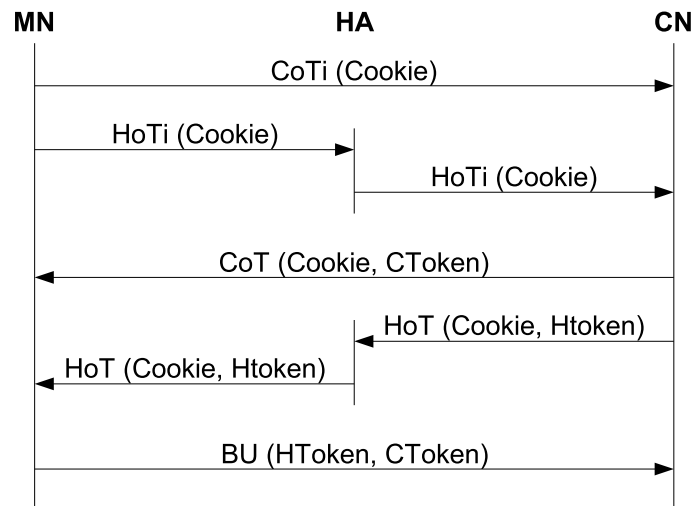 MN HA CN
CoTi (Cookie)
HoTi (Cookie)
HoTi (Cookie)
CoT (Cookie, CToken)
HoT (Cookie, Htoken)
HoT (Cookie, Htoken)
BU (HToken, CToken)